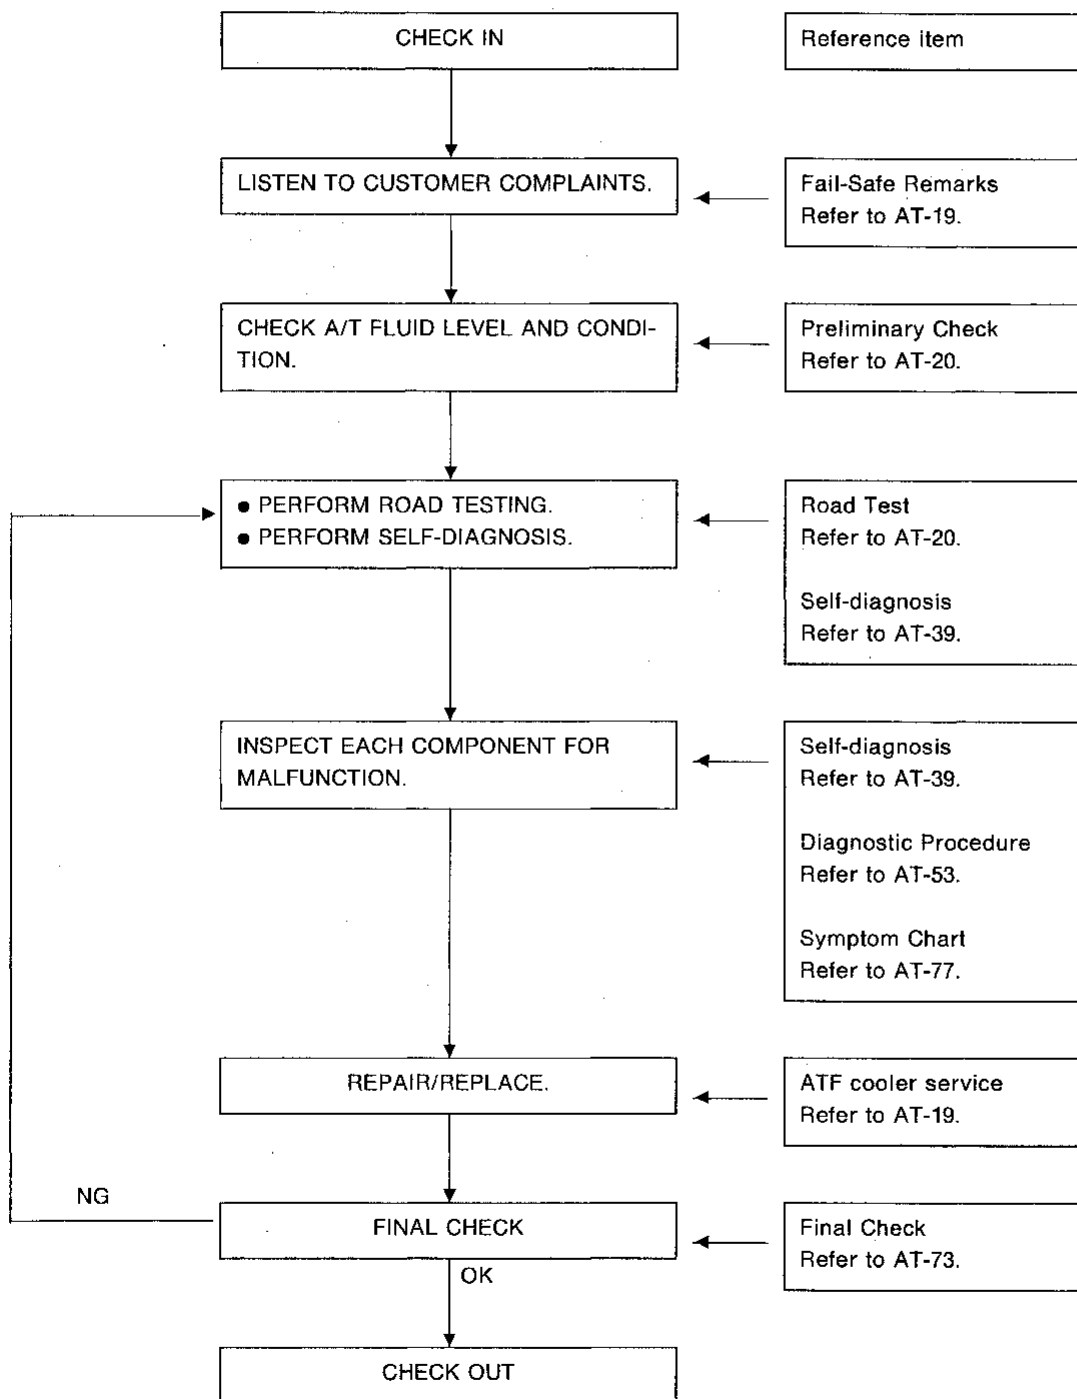 CHECK IN
Reference item
LISTEN TO CUSTOMER COMPLAINTS.
Fail-Safe Remarks
Refer to AT-19.
CHECK A/T FLUID LEVEL AND CONDI-
TION.
Preliminary Check
Refer to AT-20.
● PERFORM ROAD TESTING.
● PERFORM SELF-DIAGNOSIS.
Road Test
Refer to AT-20.
Self-diagnosis
Refer to AT-39.
INSPECT EACH COMPONENT FOR
MALFUNCTION.
Self-diagnosis
Refer to AT-39.
Diagnostic Procedure
Refer to AT-53.
Symptom Chart
Refer to AT-77.
REPAIR/REPLACE.
ATF cooler service
Refer to AT-19.
NG
FINAL CHECK
Final Check
Refer to AT-73.
OK
CHECK OUT